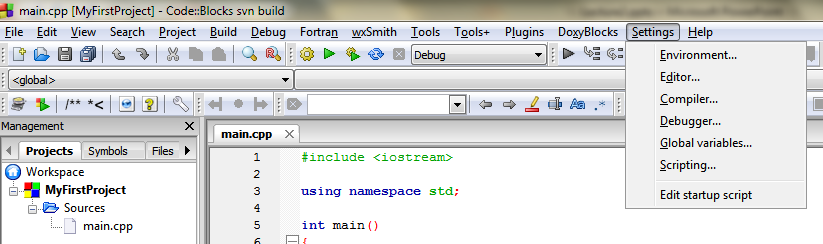 main.cpp [MyFirstProject] - Code::Blocks svn build
File Edit View Search Project Build Debug Fortran wxSmith Tools Tools+ Plugins DoxyBlocks Settings Help
Debug
<global>
/** *<
Aa .*
Environment...
Editor...
Compiler...
Debugger...
Global variables...
Scripting...
Edit startup script
Management
Projects Symbols Files
Workspace
MyFirstProject
Sources
main.cpp
main.cpp
1 #include <iostream>
2
3 using namespace std;
4
5 int main()
6 {